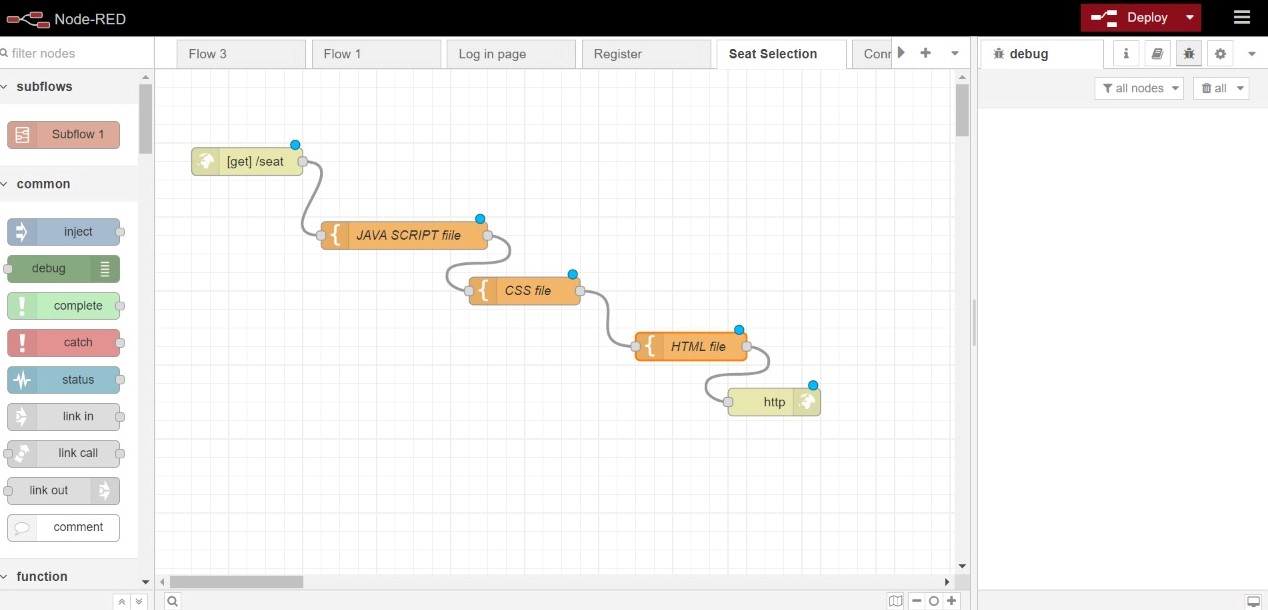 Node-RED
Deploy
filter nodes
Flow 3
Flow 1
Log in page
Register
Seat Selection
Conn
debug
i
all nodes
all
subflows
Subflow 1
common
inject
debug
complete
catch
status
link in
link call
link out
comment
function
[get] /seat
JAVA SCRIPT fiile
CSS file
HTML file
http